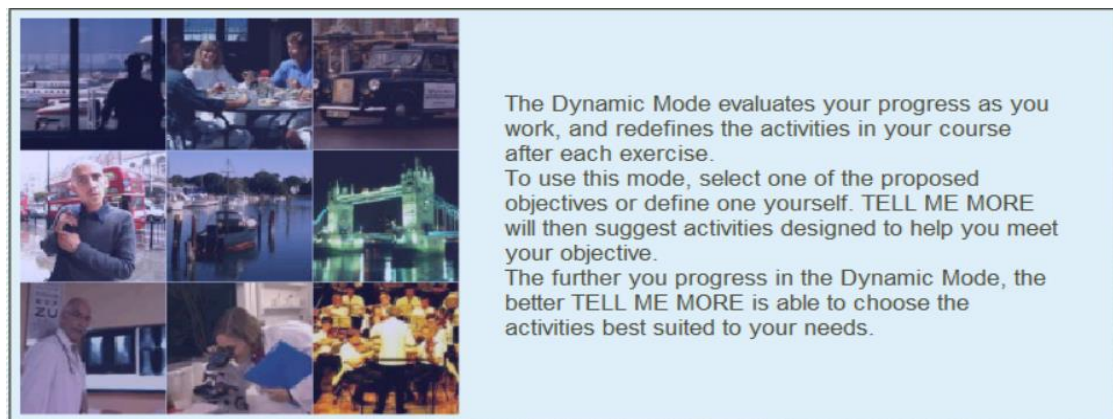 The Dynamic Mode evaluates your progress as you
work, and redefines the activities in your course
after each exercise.
To use this mode, select one of the proposed
objectives or define one yourself. TELL ME MORE
will then suggest activities designed to help you meet
your objective.
The further you progress in the Dynamic Mode, the
better TELL ME MORE is able to choose the
activities best suited to your needs.